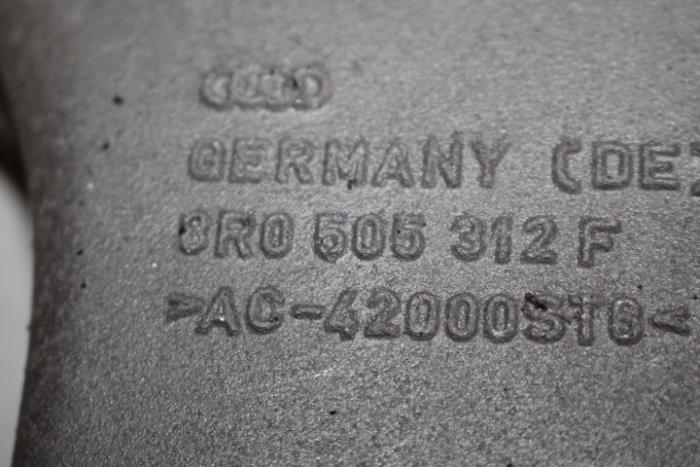 GERMANY (DE
8R0 505 312 F
>AC-42000ST6<